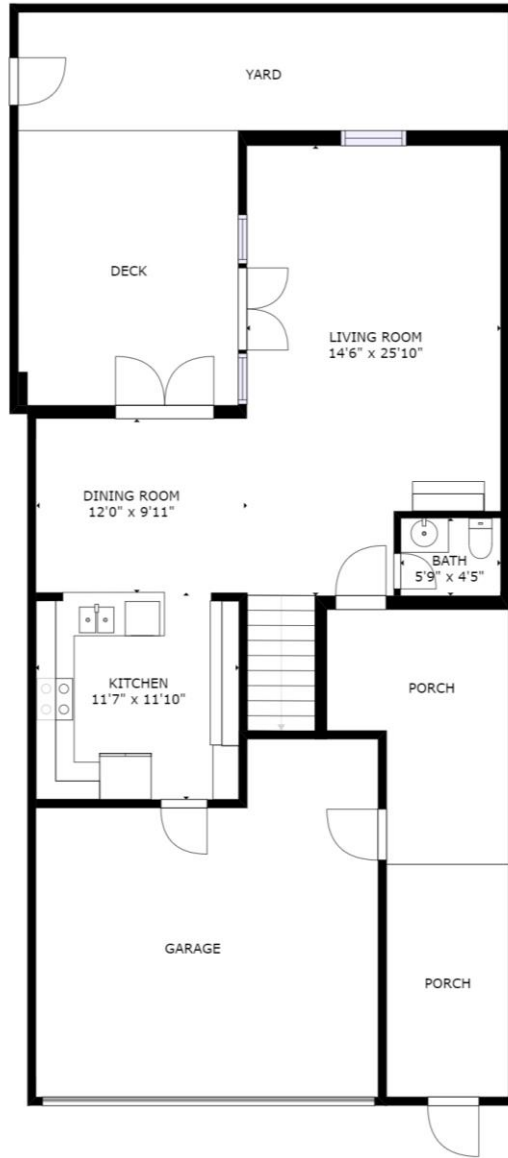 YARD
DECK
LIVING ROOM
14'6" x 25'10"
DINING ROOM
12'0" x 9'11"
BATH
5'9" x 4'5"
KITCHEN
11'7" x 11'10"
PORCH
GARAGE
PORCH